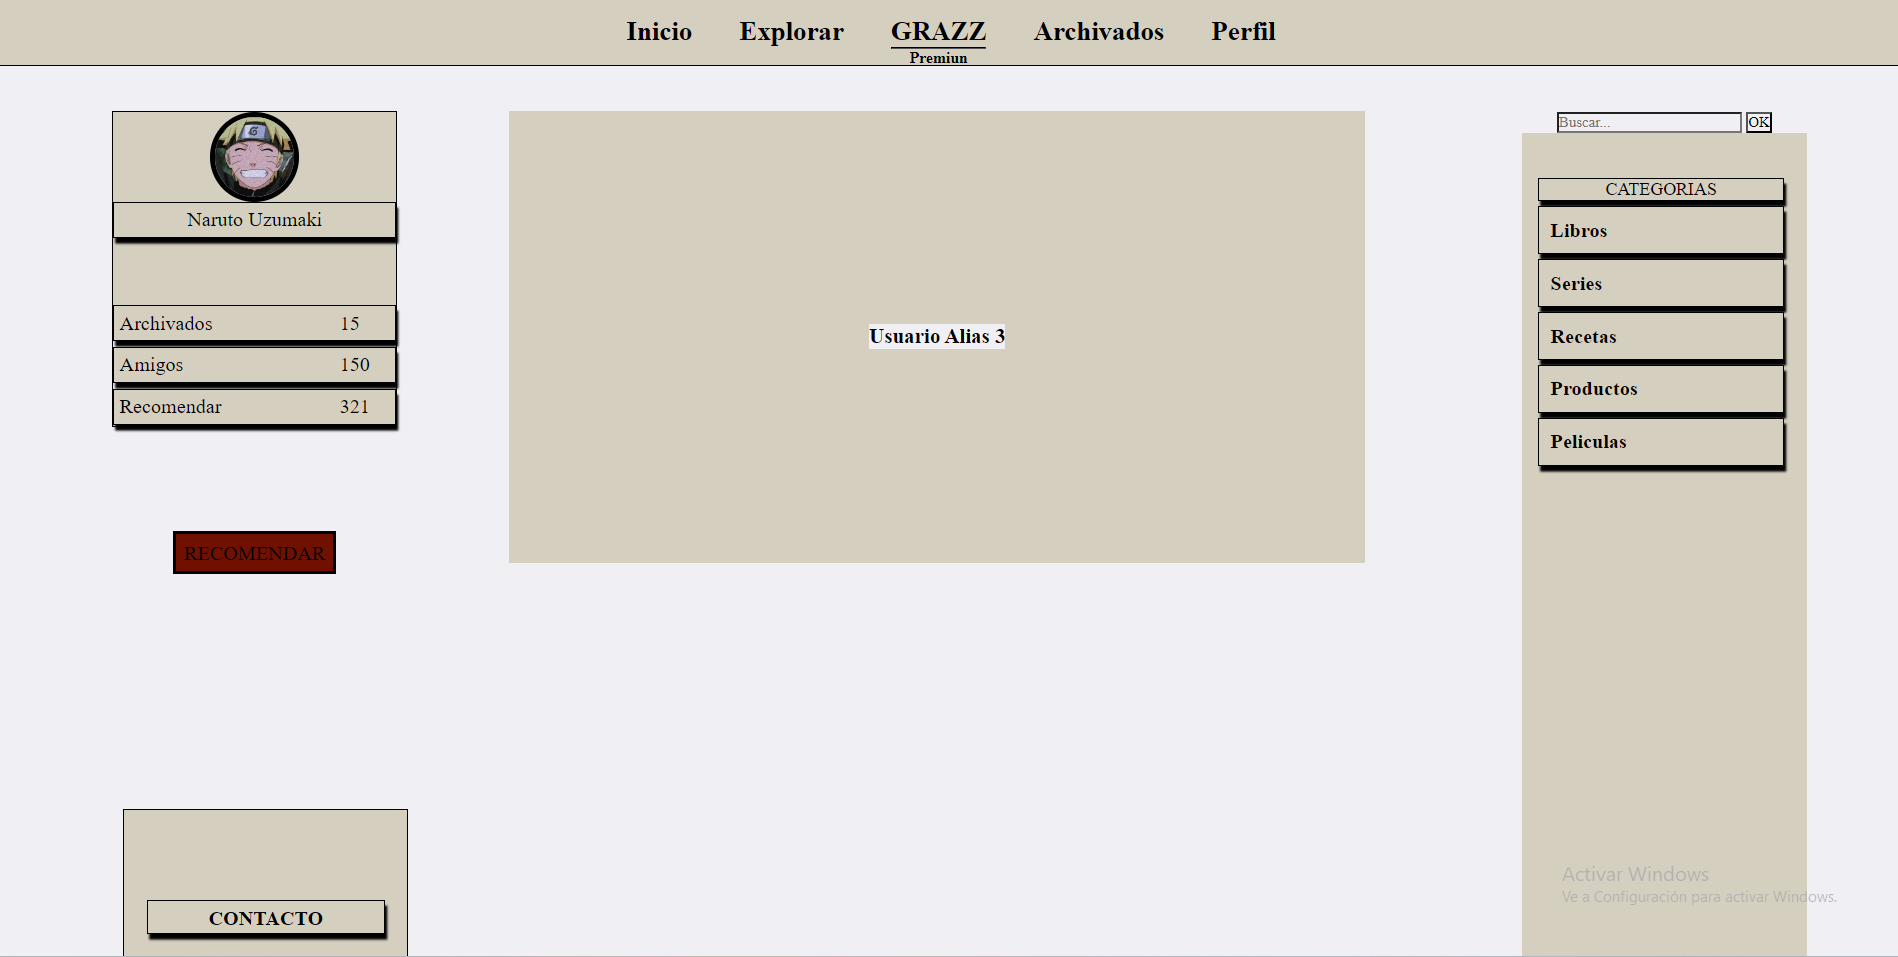 Inicio Explorar GRAZZ Archivados Perfil
Premiun
Naruto Uzumaki
Archivados 15
Amigos 150
Recomendar 321
RECOMENDAR
CONTACTO
Usuario Alias 3
Buscar... OK
CATEGORIAS
Libros
Series
Recetas
Productos
Peliculas
Activar Windows
Ve a Configuración para activar Windows.